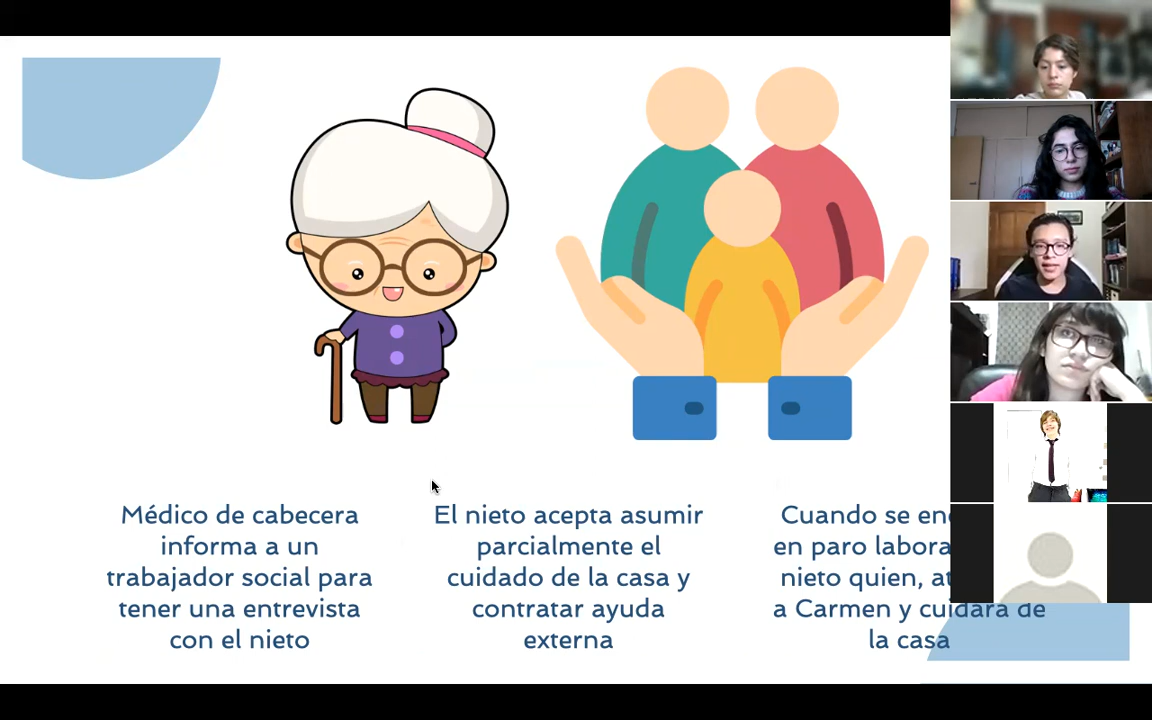 Médico de cabecera
informa a un
trabajador social para
tener una entrevista
con el nieto
El nieto acepta asumir
parcialmente el
cuidado de la casa y
contratar ayuda
externa
Cuando se
en paro
nieto quien,
a Carmen y cuidará de
la casa